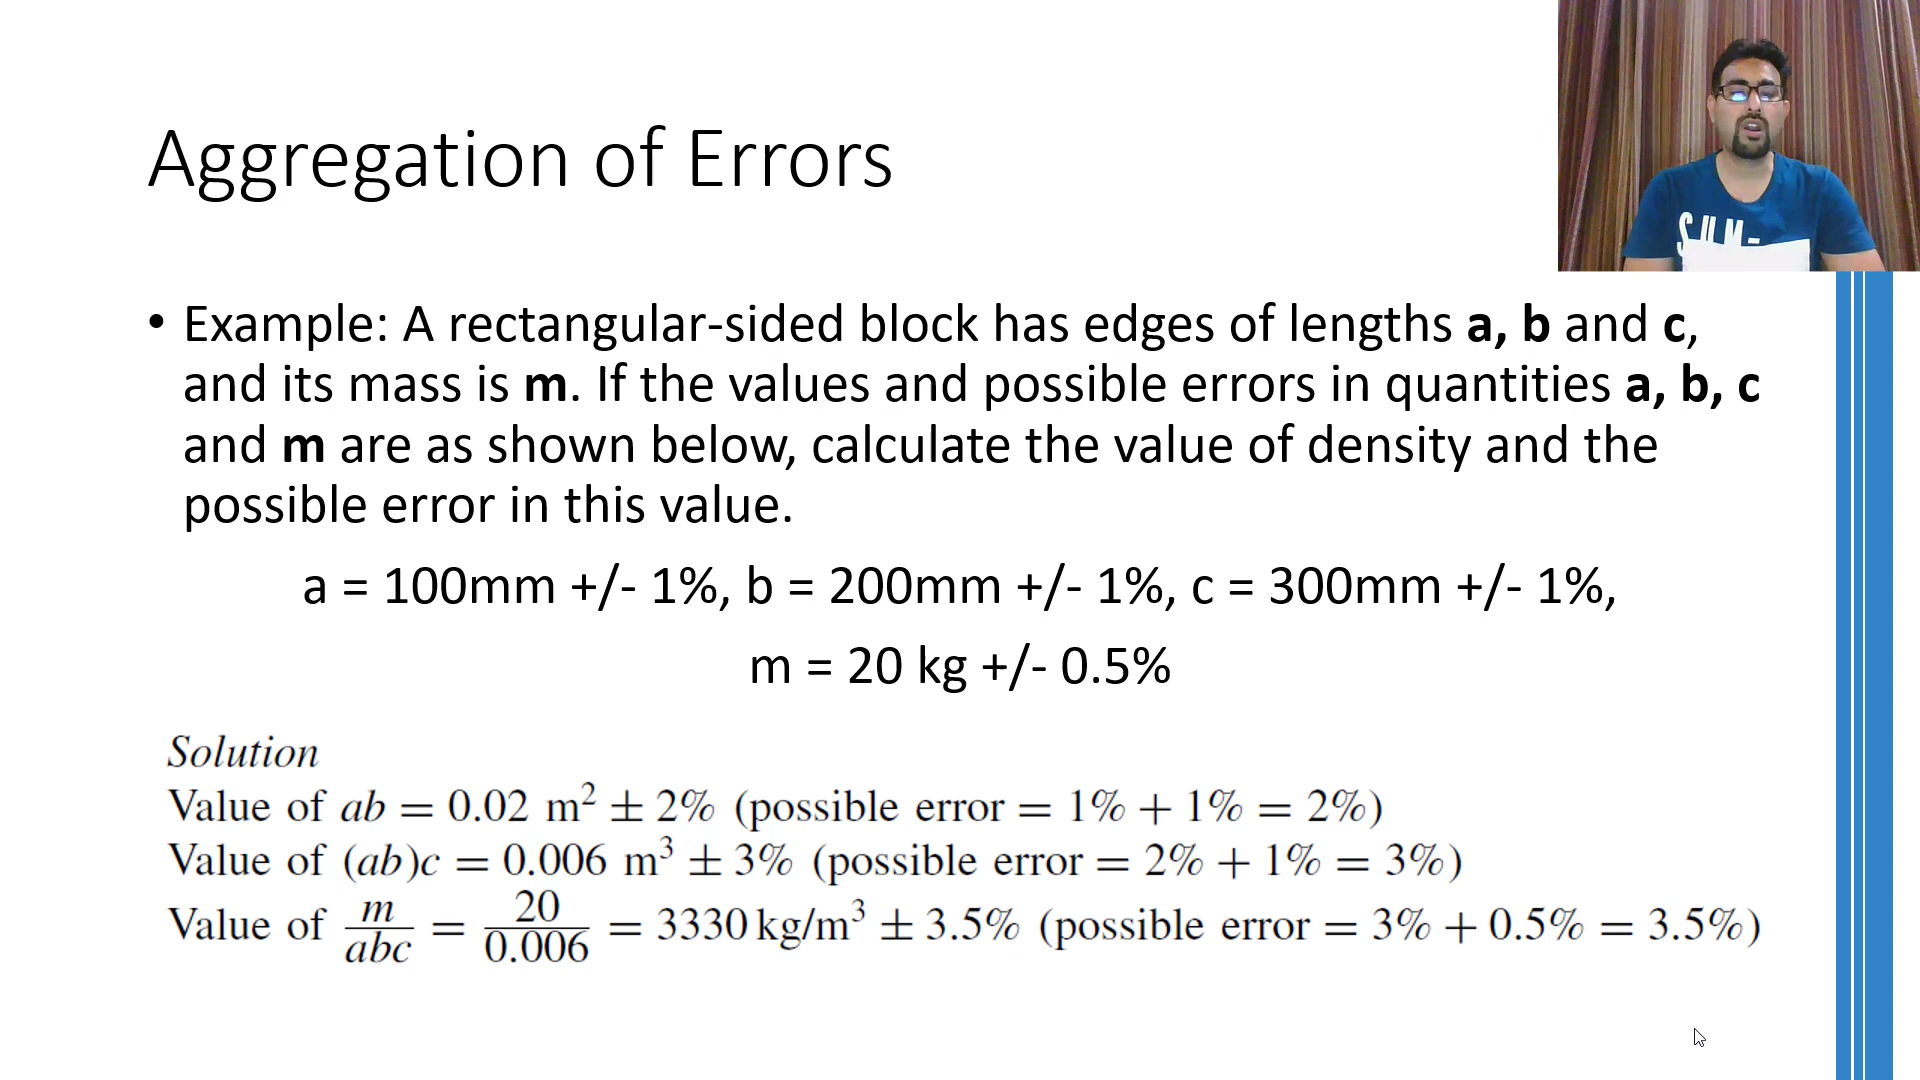 Aggregation of Errors
• Example: A rectangular-sided block has edges of lengths a, b and c,
and its mass is m. If the values and possible errors in quantities a, b, c
and m are as shown below, calculate the value of density and the
possible error in this value.
a = 100mm +/- 1%, b = 200mm +/- 1%, c = 300mm +/- 1%,
m = 20 kg +/- 0.5%
Solution
Value of ab = 0.02 m² ± 2% (possible error = 1% + 1% = 2%)
Value of (ab)c = 0.006 m³ ± 3% (possible error = 2% + 1% = 3%)
Value of m/abc = 20/0.006 = 3330 kg/m³ ± 3.5% (possible error = 3% + 0.5% = 3.5%)